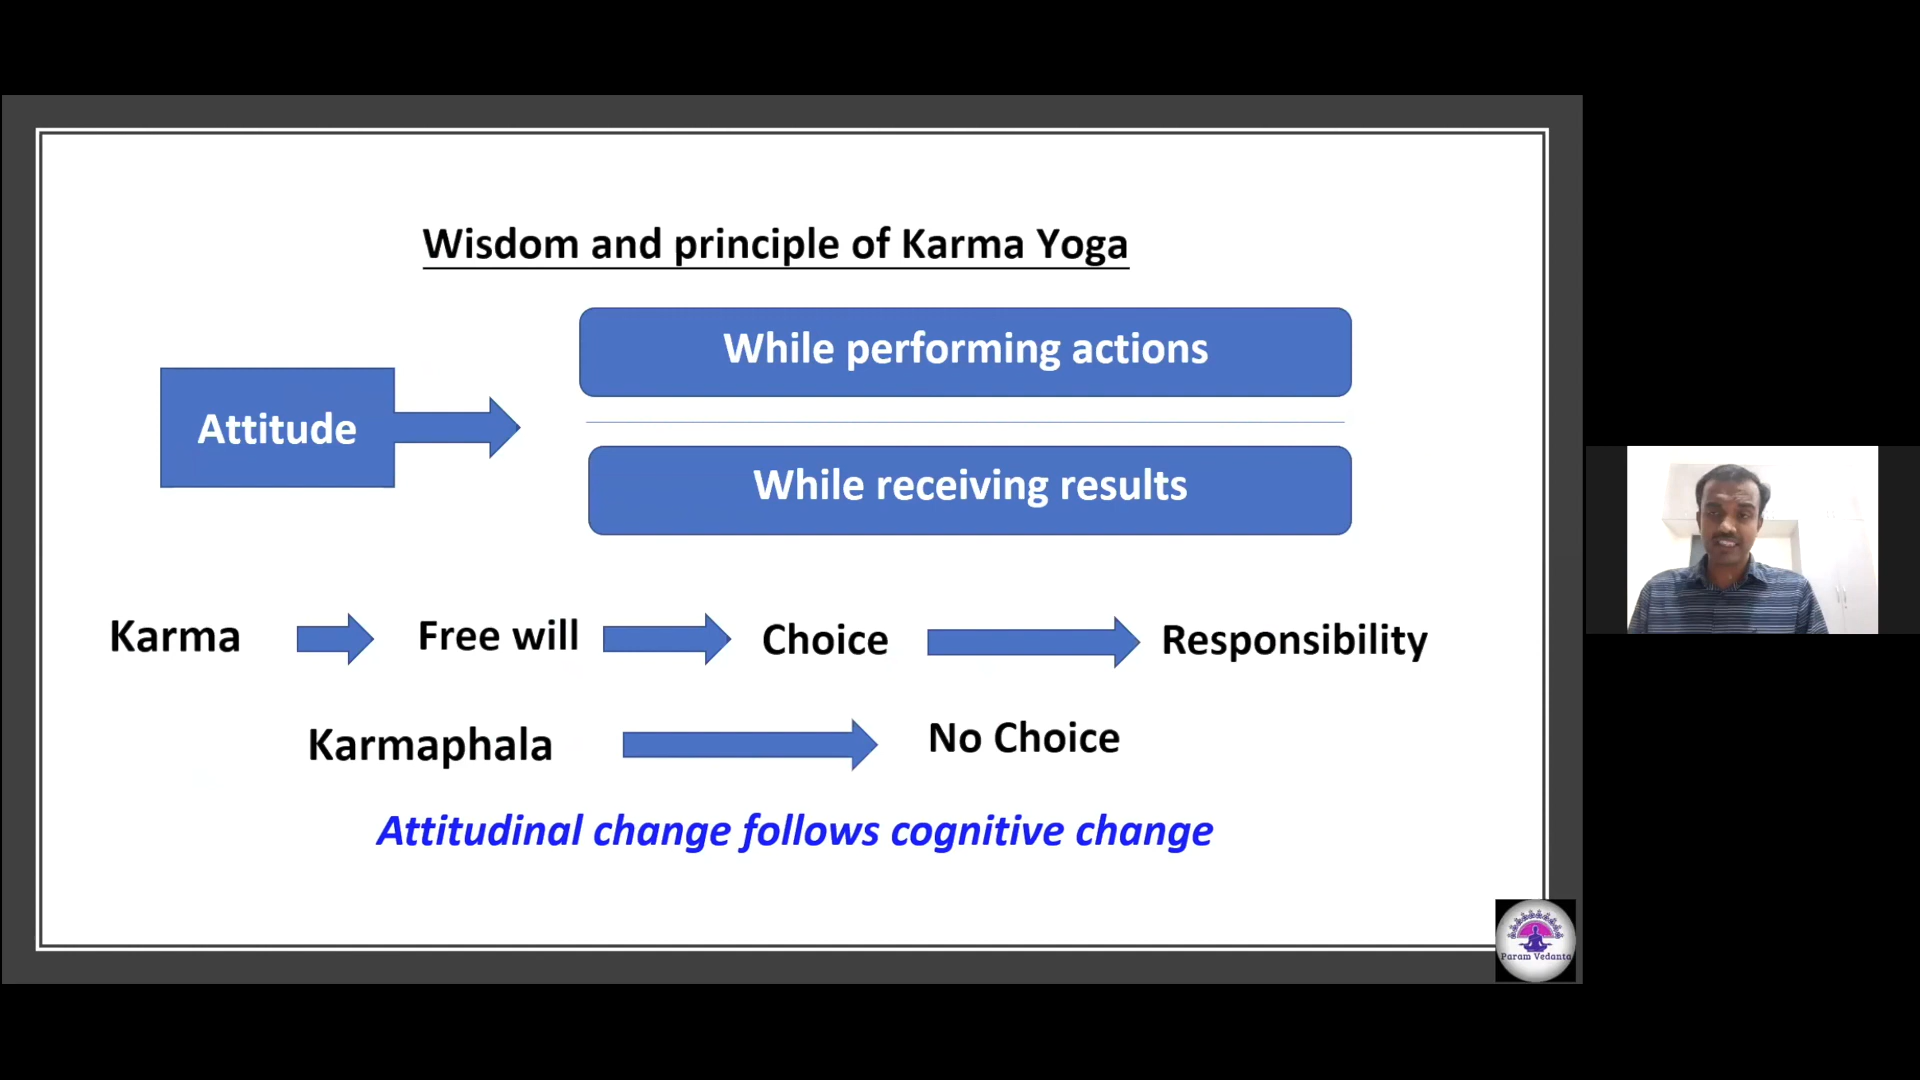 Wisdom and principle of Karma Yoga
While performing actions
Attitude
While receiving results
Karma Free will Choice Responsibility
Karmaphala No Choice
Attitudinal change follows cognitive change
Param Vedanta